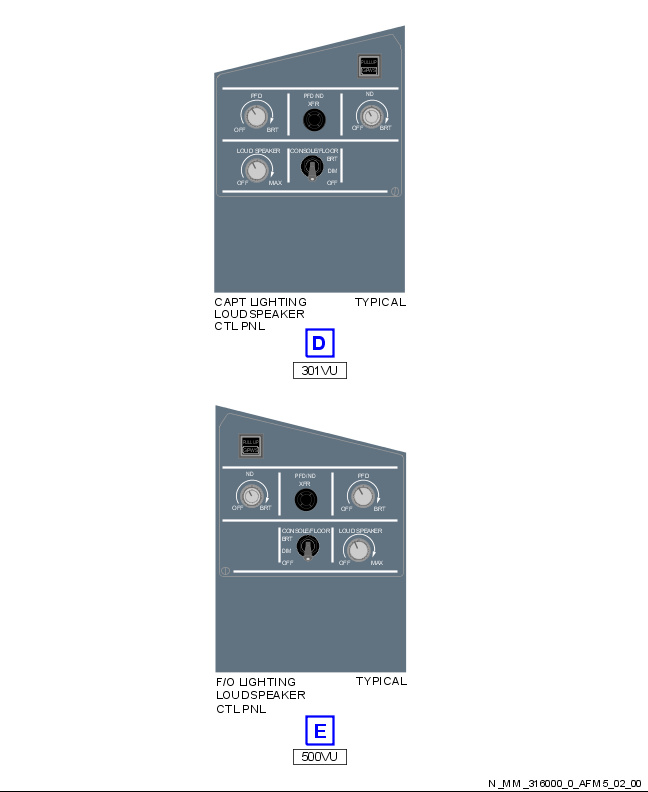 PULL UP
GPWS
PFD
PFD/ND
XFR
ND
OFF
BRT
OFF
BRT
LOUD SPEAKER
CONSOLE/FLOOR
BRT
DIM
OFF
OFF
MAX
CAPT LIGHTING
LOUDSPEAKER
CTL PNL
TYPICAL
D
301VU
PULL UP
GPWS
ND
PFD/ND
XFR
PFD
OFF
BRT
OFF
BRT
CONSOLE/FLOOR
LOUD SPEAKER
BRT
DIM
OFF
OFF
MAX
F/O LIGHTING
LOUDSPEAKER
CTL PNL
TYPICAL
E
500VU
N_MM_316000_0_AFM5_02_00